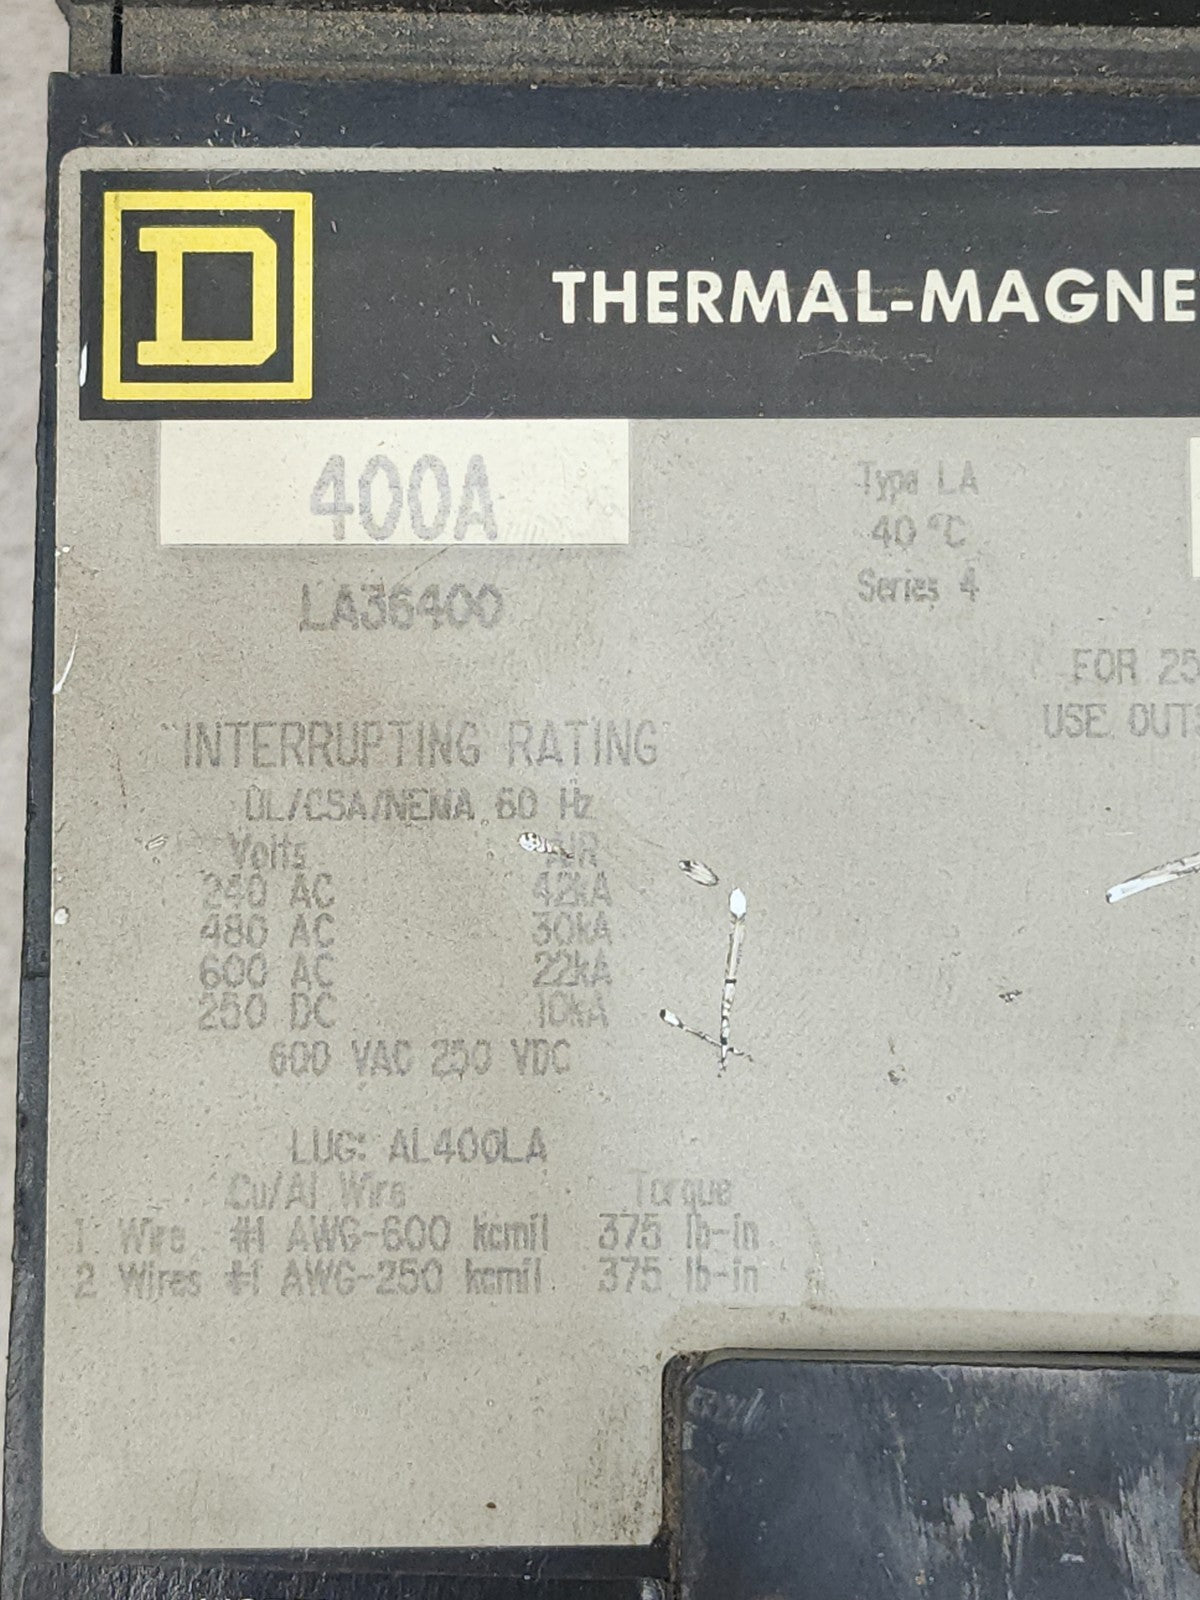 D
THERMAL-MAGNE
400A
LA36400
Type LA
40 °C
Series 4
FOR 25
USE OUT
"INTERRUPTING RATING"
UL/CSA/NEMA 60 Hz
Volts AIR
240 AC 42kA
480 AC 30kA
600 AC 22kA
250 DC 10kA
600 VAC 250 VDC
LUG: AL400LA
Cu/Al Wire Torque
1 Wire #1 AWG-600 kcmil 375 lb-in
2 Wires #1 AWG-250 kcmil 375 lb-in